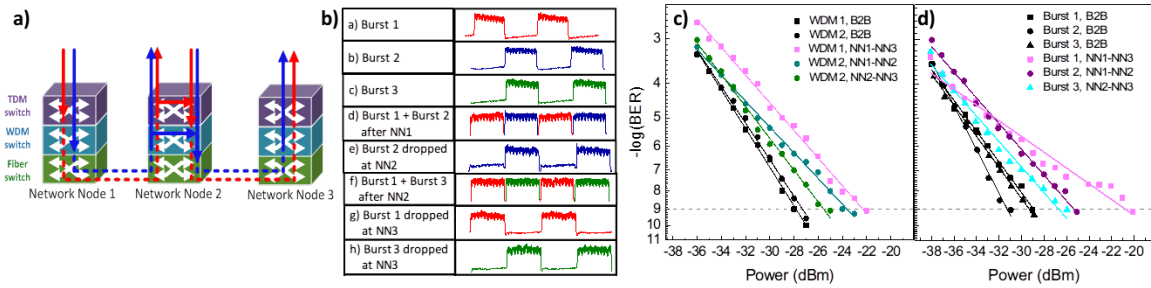 a)
TDM
switch
WDM
switch
Fiber
switch
Network Node 1
Network Node 2
Network Node 3
b)
a) Burst 1
b) Burst 2
c) Burst 3
d) Burst 1 + Burst 2
after NN1
e) Burst 2 dropped
at NN2
f) Burst 1 + Burst 3
after NN2
g) Burst 1 dropped
at NN3
h) Burst 3 dropped
at NN3
c)
WDM 1, B2B
WDM 2, B2B
WDM 1, NN1-NN3
WDM 2, NN1-NN2
WDM 2, NN2-NN3
-log(BER)
3
4
5
6
7
8
9
10
11
-38 -36 -34 -32 -30 -28 -26 -24 -22 -20
Power (dBm)
d)
Burst 1, B2B
Burst 2, B2B
Burst 3, B2B
Burst 1, NN1-NN3
Burst 2, NN1-NN2
Burst 3, NN2-NN3
-38 -36 -34 -32 -30 -28 -26 -24 -22 -20 -18
Power (dBm)